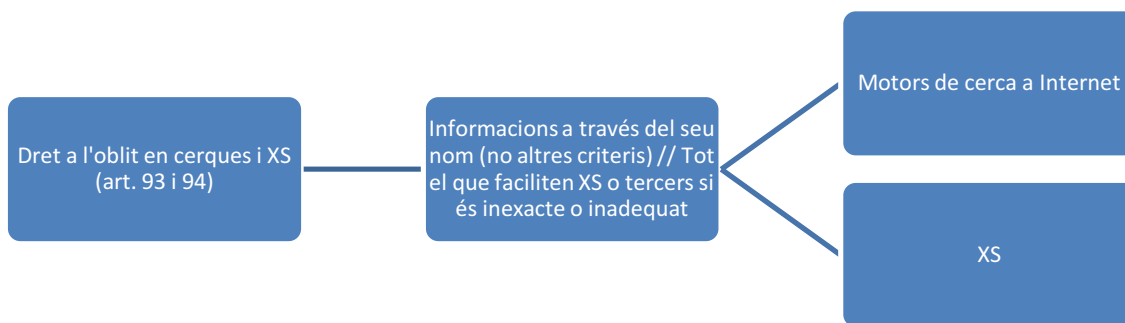 Dret a l'oblit en cerques i XS
(art. 93 i 94)
Informacions a través del seu
nom (no altres criteris) // Tot
el que faciliten XS o tercers si
és inexacte o inadequat
Motors de cerca a Internet
XS